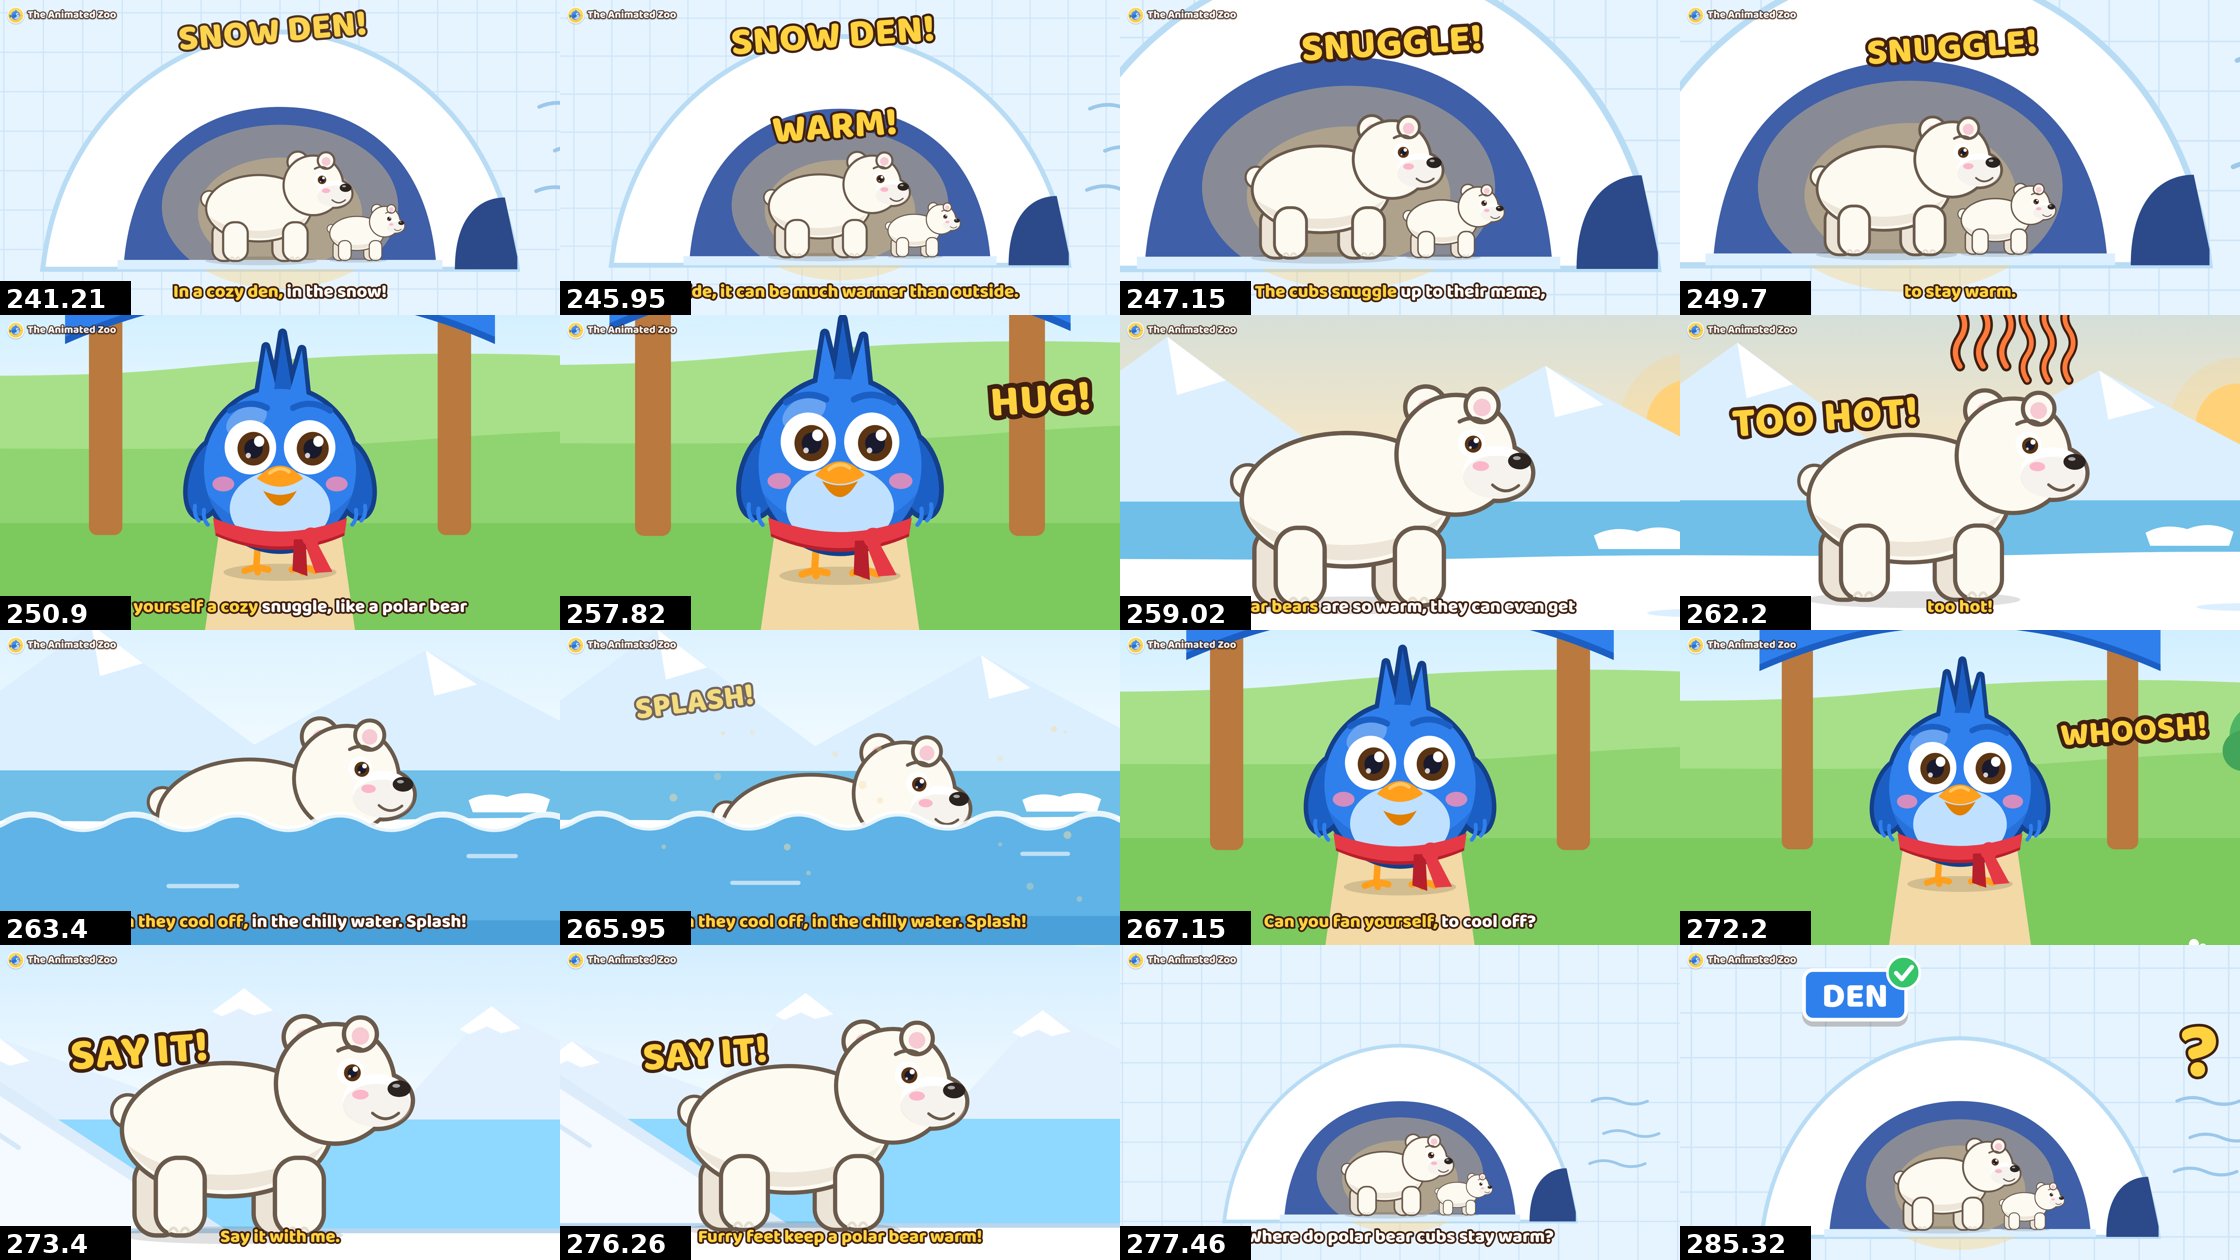 The Animated Zoo
SNOW DEN!
In a cozy den, in the snow!
241.21
The Animated Zoo
SNOW DEN!
WARM!
de, it can be much warmer than outside.
245.95
The Animated Zoo
SNUGGLE!
The cubs snuggle up to their mama,
247.15
The Animated Zoo
SNUGGLE!
to stay warm.
249.7
The Animated Zoo
yourself a cozy snuggle, like a polar bear
250.9
The Animated Zoo
HUG!
257.82
The Animated Zoo
ar bears are so warm, they can even get
259.02
The Animated Zoo
TOO HOT!
too hot!
262.2
The Animated Zoo
they cool off, in the chilly water. Splash!
263.4
The Animated Zoo
SPLASH!
they cool off, in the chilly water. Splash!
265.95
The Animated Zoo
Can you fan yourself, to cool off?
267.15
The Animated Zoo
WHOOSH!
272.2
The Animated Zoo
SAY IT!
Say it with me.
273.4
The Animated Zoo
SAY IT!
Furry feet keep a polar bear warm!
276.26
The Animated Zoo
Where do polar bear cubs stay warm?
277.46
The Animated Zoo
DEN
?
285.32